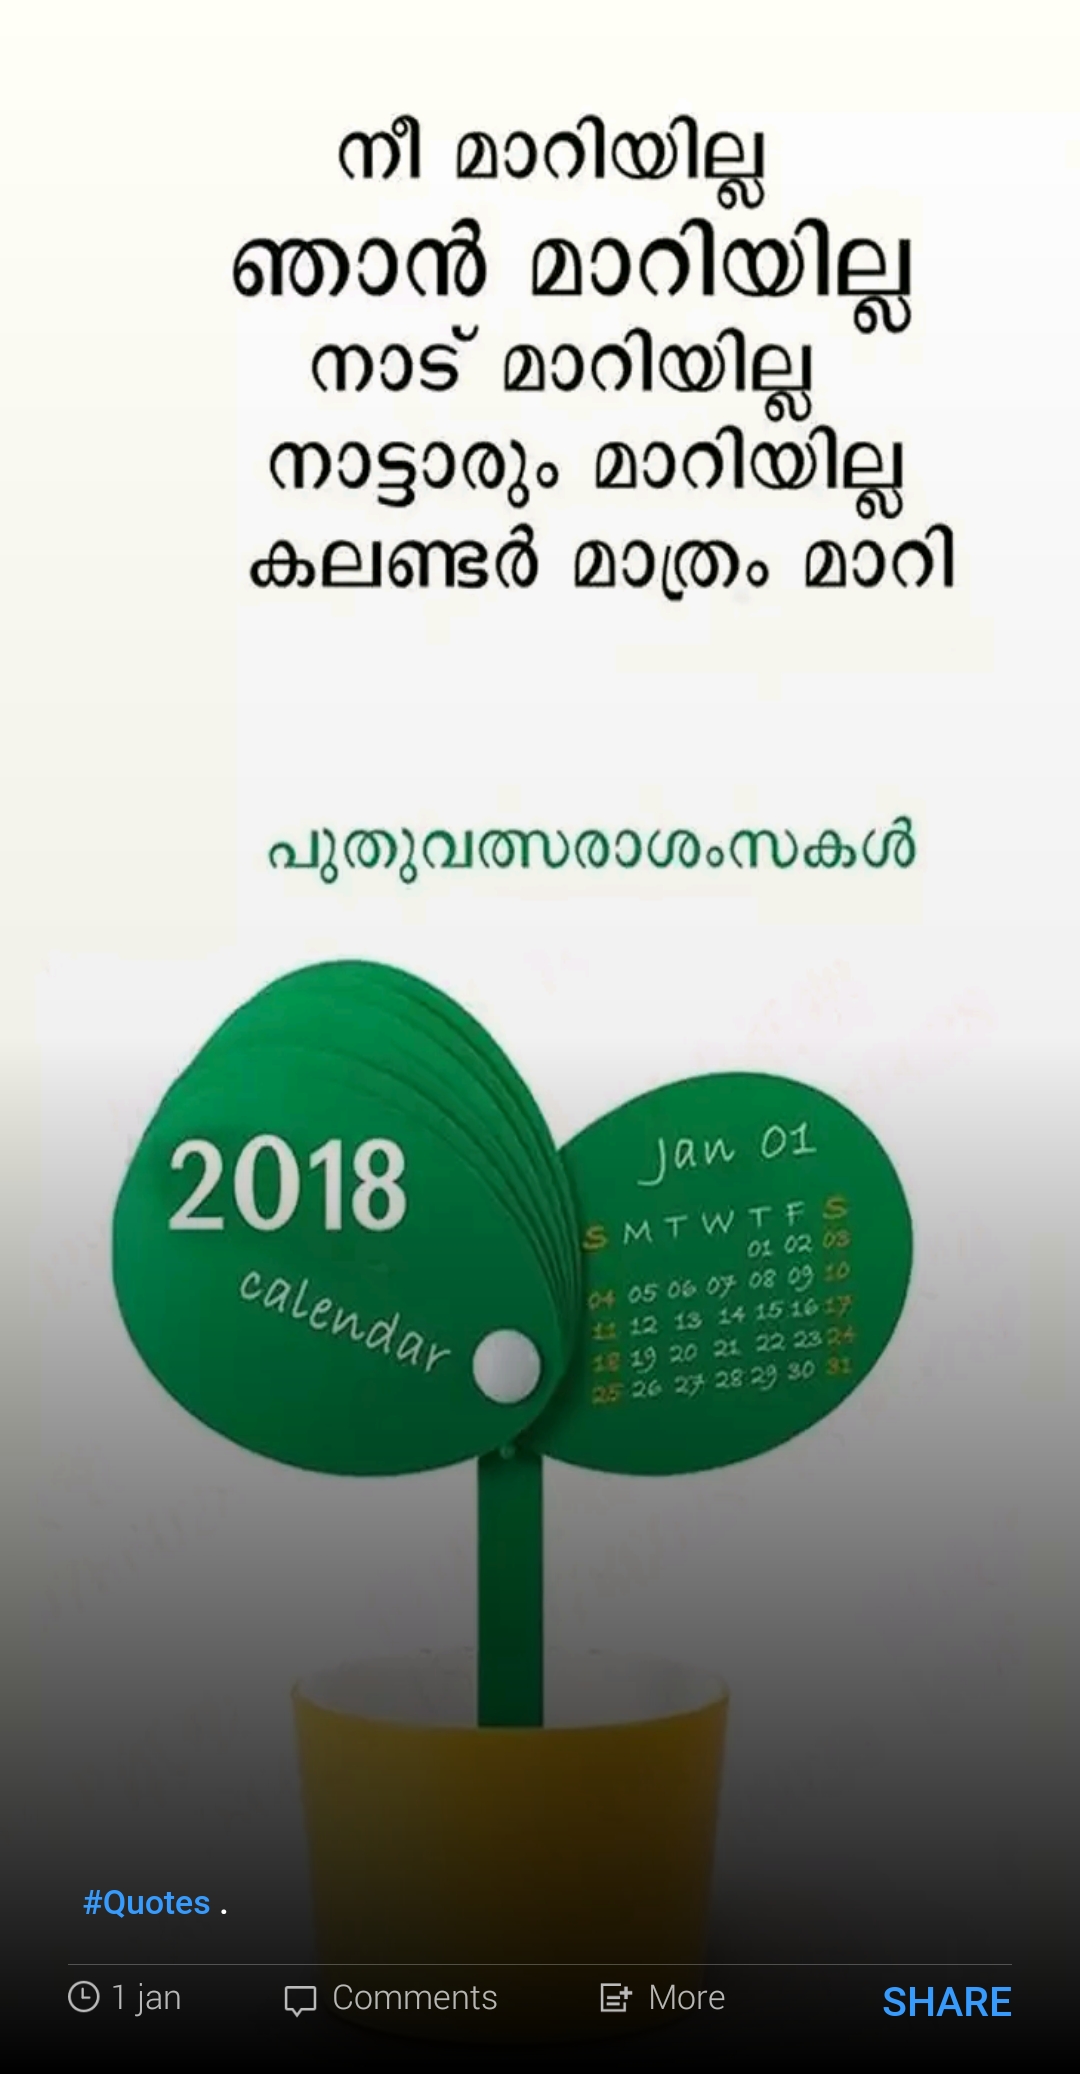 നീ മാറിയില്ല
ഞാൻ മാറിയില്ല
നാട് മാറിയില്ല
നാട്ടാരും മാറിയില്ല
കലണ്ടർ മാത്രം മാറി
പുതുവത്സരാശംസകൾ
2018
calendar
Jan 01
S M T W T F S
01 02 03
04 05 06 07 08 09 10
11 12 13 14 15 16 17
18 19 20 21 22 23 24
25 26 27 28 29 30 31
#Quotes .
1 jan
Comments
More
SHARE